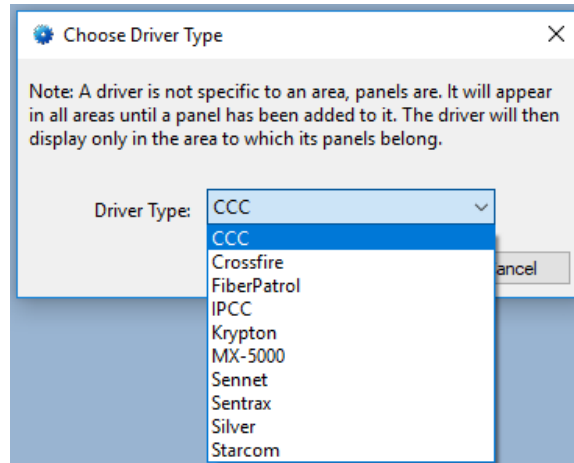 Choose Driver Type
Note: A driver is not specific to an area, panels are. It will appear
in all areas until a panel has been added to it. The driver will then
display only in the area to which its panels belong.
Driver Type: CCC
CCC
Crossfire
ancel
FiberPatrol
IPCC
Krypton
MX-5000
Sennet
Sentrax
Silver
Starcom